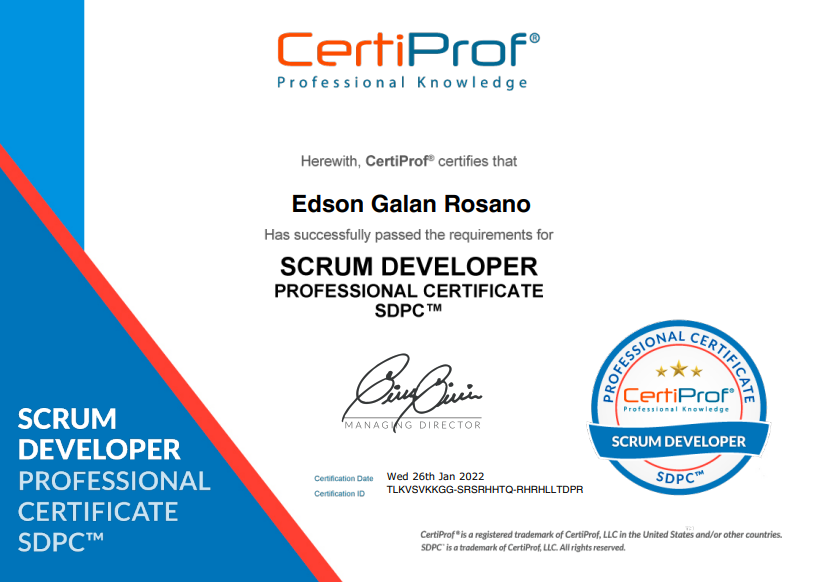 CertiProf®
Professional Knowledge
Herewith, CertiProf® certifies that
Edson Galan Rosano
Has successfully passed the requirements for
SCRUM DEVELOPER
PROFESSIONAL CERTIFICATE
SDPC™
MANAGING DIRECTOR
Certification Date Wed 26th Jan 2022
Certification ID TLKVSVKKGG-SRSRHHTQ-RHRHLLTDPR
SCRUM
DEVELOPER
PROFESSIONAL
CERTIFICATE
SDPC™
PROFESSIONAL CERTIFICATE
CertiProf®
Professional Knowledge
SCRUM DEVELOPER
SDPC™
CertiProf® is a registered trademark of CertiProf, LLC in the United States and/or other countries.
SDPC™ is a trademark of CertiProf, LLC. All rights reserved.